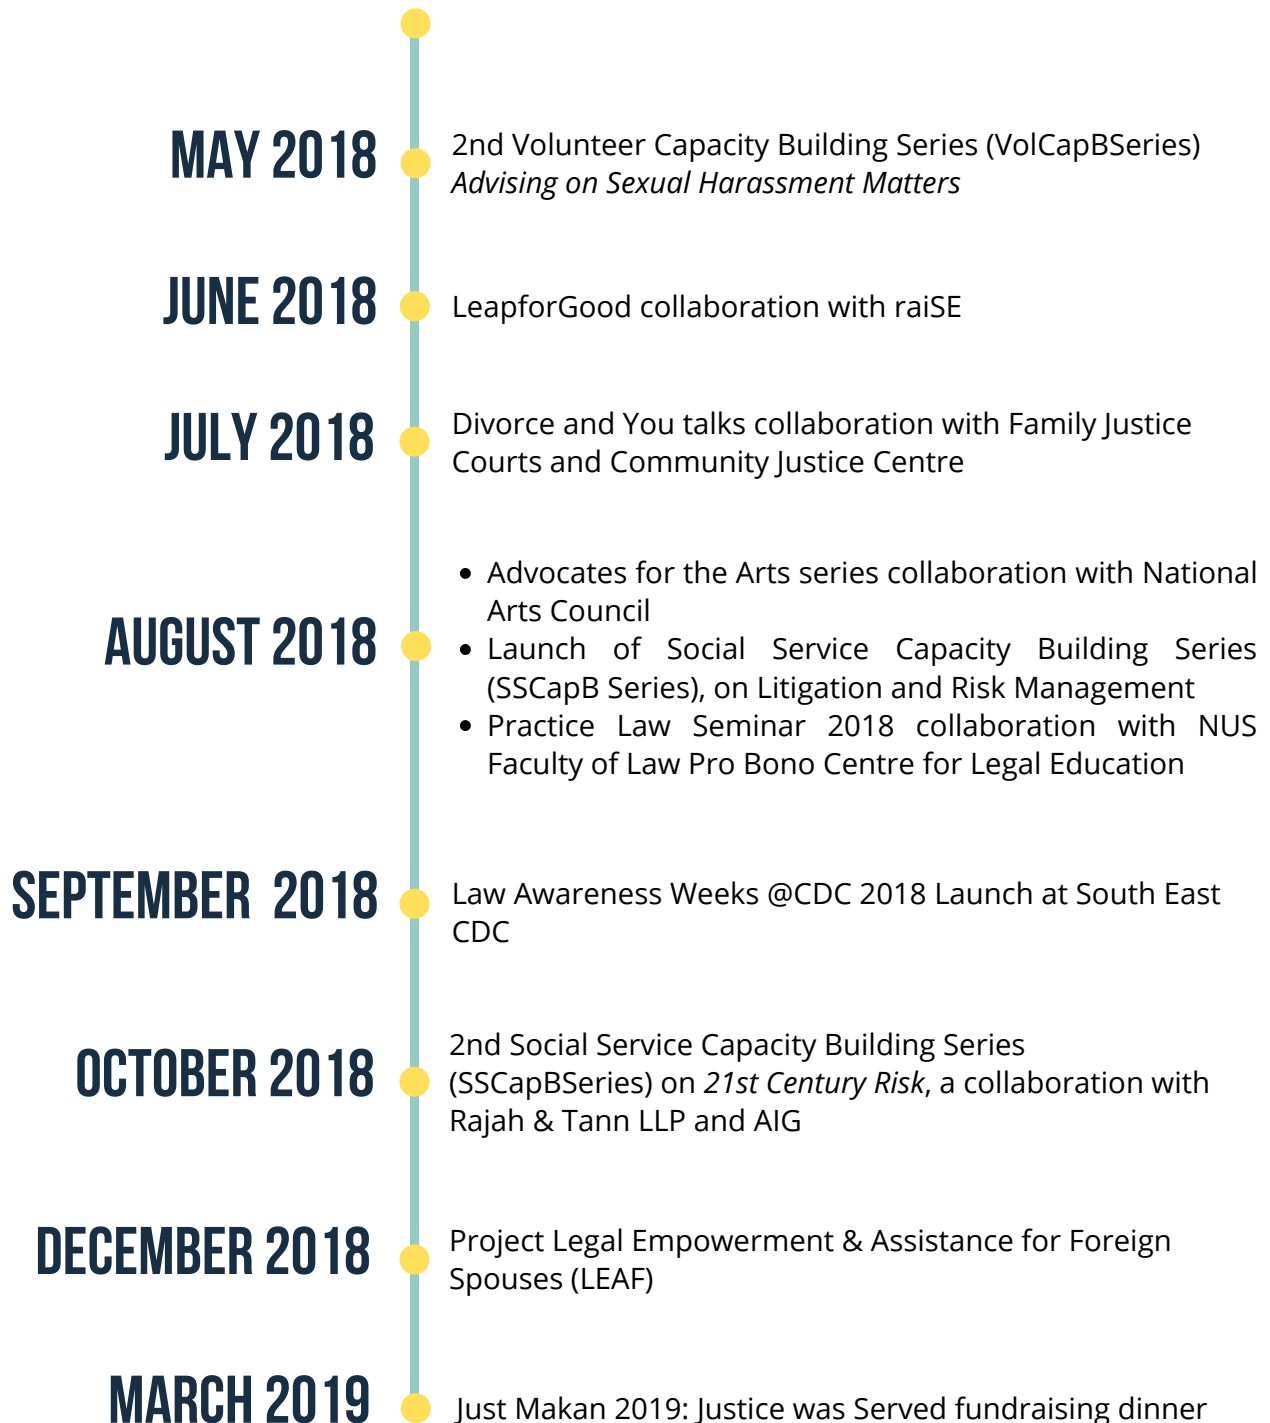 MAY 2018
2nd Volunteer Capacity Building Series (VolCapBSeries)
Advising on Sexual Harassment Matters
JUNE 2018
LeapforGood collaboration with raiSE
JULY 2018
Divorce and You talks collaboration with Family Justice
Courts and Community Justice Centre
AUGUST 2018
• Advocates for the Arts series collaboration with National
Arts Council
• Launch of Social Service Capacity Building Series
(SSCapB Series), on Litigation and Risk Management
• Practice Law Seminar 2018 collaboration with NUS
Faculty of Law Pro Bono Centre for Legal Education
SEPTEMBER 2018
Law Awareness Weeks @CDC 2018 Launch at South East
CDC
OCTOBER 2018
2nd Social Service Capacity Building Series
(SSCapBSeries) on 21st Century Risk, a collaboration with
Rajah & Tann LLP and AIG
DECEMBER 2018
Project Legal Empowerment & Assistance for Foreign
Spouses (LEAF)
MARCH 2019
Just Makan 2019: Justice was Served fundraising dinner